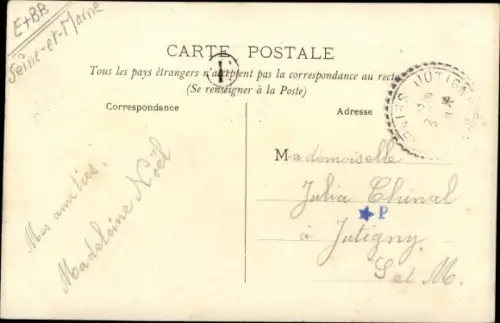 E+BB
Seine-et-Marne
CARTE POSTALE
Tous les pays étrangers n'acceptent pas la correspondance au recto
(Se renseigner à la Poste)
Correspondance
Adresse
Mes amitiés.
Madeleine Noël
Mademoiselle
Julia Chinal
P
à Jutigny
S et M.
JUTIGNY